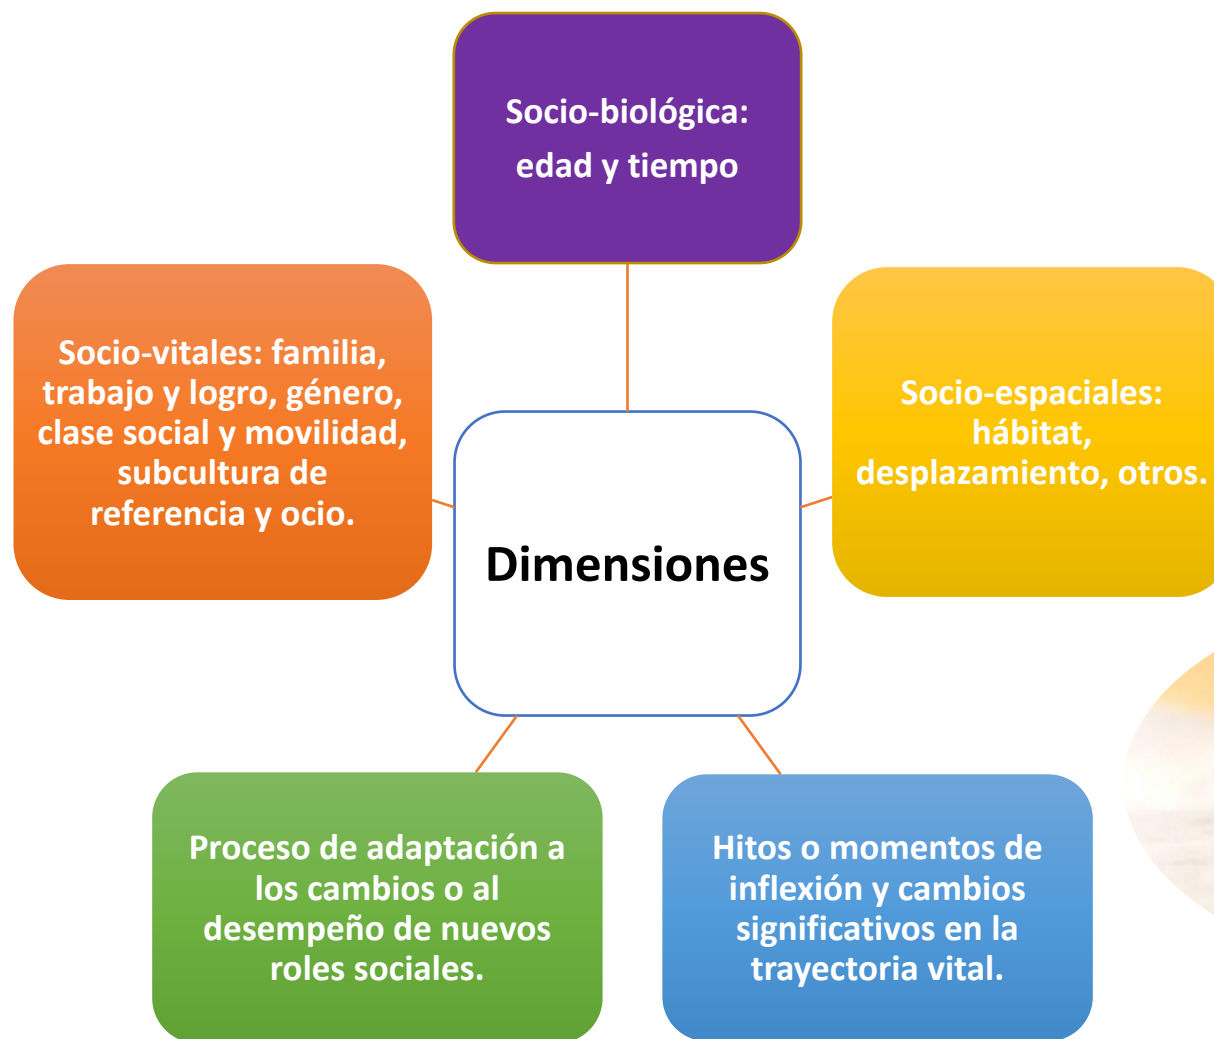 Socio-biológica:
edad y tiempo
Socio-vitales: familia,
trabajo y logro, género,
clase social y movilidad,
subcultura de
referencia y ocio.
Socio-espaciales:
hábitat,
desplazamiento, otros.
Dimensiones
Proceso de adaptación a
los cambios o al
desempeño de nuevos
roles sociales.
Hitos o momentos de
inflexión y cambios
significativos en la
trayectoria vital.